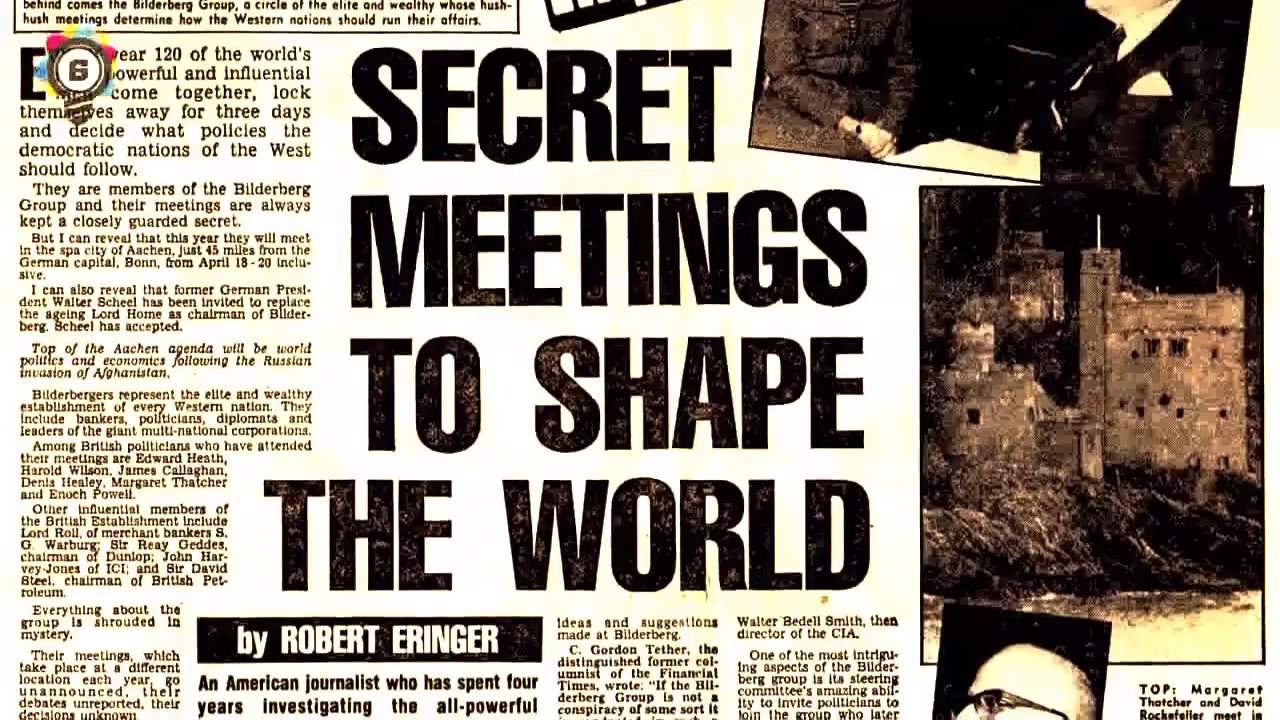 behind comes the Bilderberg Group, a circle of the elite and wealthy whose hush-
hush meetings determine how the Western nations should run their affairs.
SECRET
MEETINGS
TO SHAPE
THE WORLD
6
year 120 of the world's
powerful and influential
come together, lock
themselves away for three days
and decide what policies the
democratic nations of the West
should follow.
They are members of the Bilderberg
Group and their meetings are always
kept a closely guarded secret.
But I can reveal that this year they will meet
in the spa city of Aachen, just 45 miles from the
German capital, Bonn, from April 18-20 inclu-
sive.
I can also reveal that former German Presi-
dent Walter Scheel has been invited to replace
the ageing Lord Home as chairman of Bilder-
berg. Scheel has accepted.
Top of the Aachen agenda will be world
politics and economics following the Russian
invasion of Afghanistan.
Bilderbergers represent the elite and wealthy
establishment of every Western nation. They
include bankers, politicians, diplomats and
leaders of the giant multi-national corporations.
Among British politicians who have attended
their meetings are Edward Heath,
Harold Wilson, James Callaghan,
Denis Healey, Margaret Thatcher
and Enoch Powell.
Other influential members of
the British Establishment include
Lord Roll, of merchant bankers S.
G. Warburg; Sir Reay Geddes,
chairman of Dunlop; John Har-
vey-Jones of ICI; and Sir David
Steel, chairman of British Pet-
roleum.
Everything about the
group is shrouded in
mystery.
Their meetings, which
take place at a different
location each year, go
unannounced, their
debates unreported, their
decisions unknown
by ROBERT ERINGER
An American journalist who has spent four
years investigating the all-powerful
ideas and suggestions
made at Bilderberg.
C. Gordon Tether, the
distinguished former col-
umnist of the Financial
Times, wrote: "If the Bil-
derberg Group is not a
conspiracy of some sort it
Walter Bedell Smith, then
director of the CIA.
One of the most intrigu-
ing aspects of the Bilder-
berg group is its steering
committee's amazing abil-
ity to invite politicians to
join the group who later
TOP: Margaret
Thatcher and David
Rockefeller meet in